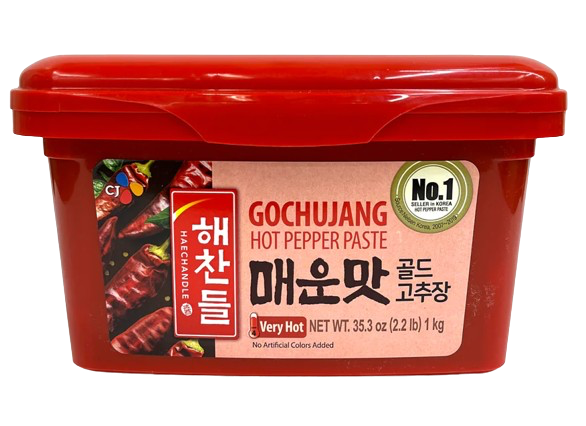 CJ
해찬들
HAECHANDLE
GOCHUJANG
HOT PEPPER PASTE
매운맛 골드 고추장
4 Very Hot NET WT. 35.3 oz (2.2 lb) 1 kg
No Artificial Colors Added
No.1
SELLER in KOREA
HOT PEPPER PASTE